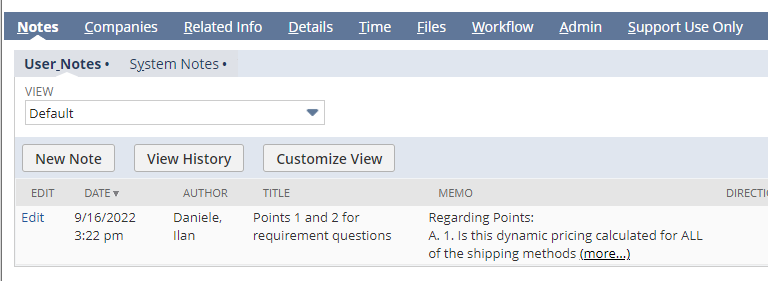 Notes Companies Related Info Details Time Files Workflow Admin Support Use Only
User Notes • System Notes •
VIEW
Default
New Note View History Customize View
EDIT DATE ▼ AUTHOR TITLE MEMO DIRECTI
Edit 9/16/2022 Daniele, Points 1 and 2 for Regarding Points:
3:22 pm Ilan requirement questions A. 1. Is this dynamic pricing calculated for ALL
of the shipping methods (more...)